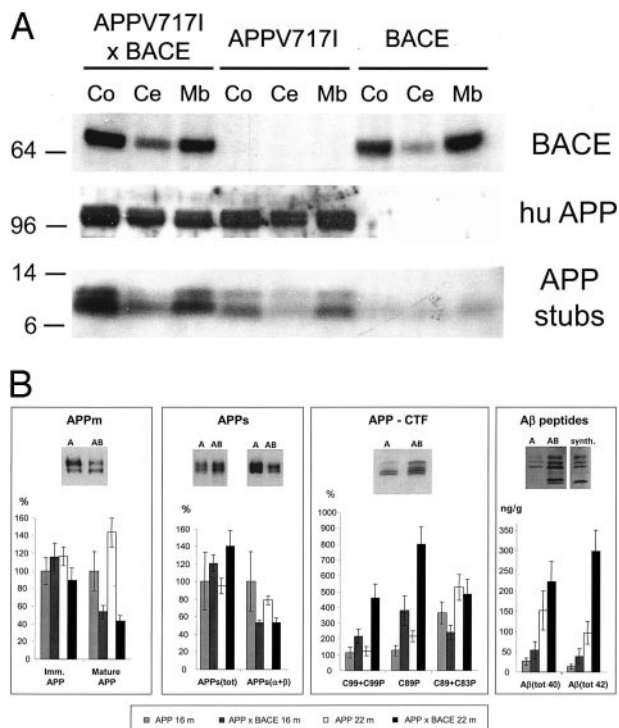 A
APPV717I x BACE APPV717I BACE
Co Ce Mb Co Ce Mb Co Ce Mb
64 BACE
96 hu APP
14
6
APP
stubs
B
APPm APPs APP - CTF Aβ peptides
A AB A AB A AB A AB A AB synth.
% % % ng/g
160
140
120
100
80
60
40
20
0
Imm. APP Mature APP
160
140
120
100
80
60
40
20
0
APPs(tot) APPs(α+β)
1000
900
800
700
600
500
400
300
200
100
0
C99+C99P C89P C89+C83P
350
300
250
200
150
100
50
0
Aβ(tot 40) Aβ(tot 42)
APP 16 m APP x BACE 16 m APP 22 m APP x BACE 22 m